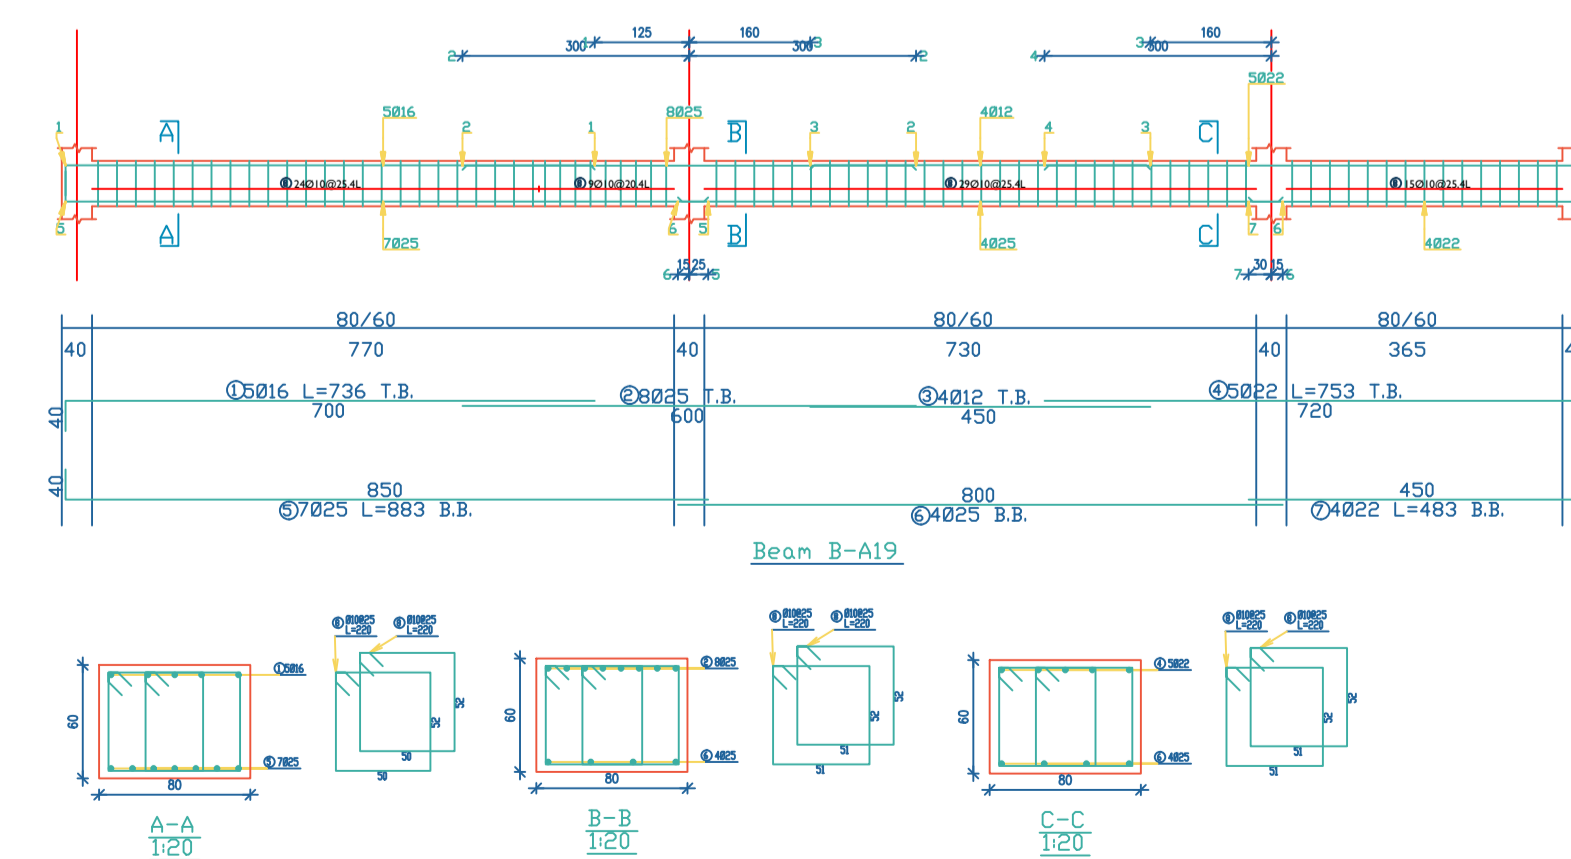 125
160
160
1
3
3
300
300
300
2
2
4
5Ø22
5Ø16
8Ø25
4Ø12
1
2
1
3
2
4
3
A
B
C
⑧24Ø10@25.4L
⑧9Ø10@20.4L
⑧29Ø10@25.4L
⑧15Ø10@25.4L
5
6
5
7
6
A
B
C
7Ø25
4Ø25
4Ø22
6
15
25
5
7
30
15
6
80/60
80/60
80/60
40
770
40
730
40
365
4
①5Ø16 L=736 T.B.
②8Ø25 T.B.
③4Ø12 T.B.
④5Ø22 L=753 T.B.
40
700
600
450
720
40
850
800
450
⑤7Ø25 L=883 B.B.
⑥4Ø25 B.B.
⑦4Ø22 L=483 B.B.
Beam B-A19
⑧Ø10@25
L=220
⑧Ø10@25
L=220
⑧Ø10@25
L=220
⑧Ø10@25
L=220
⑧Ø10@25
L=220
⑧Ø10@25
L=220
①5Ø16
②8Ø25
④5Ø22
60
52
52
60
52
52
60
52
52
50
51
51
⑤7Ø25
⑥4Ø25
⑥4Ø25
80
50
80
51
80
51
A-A
1:20
B-B
1:20
C-C
1:20